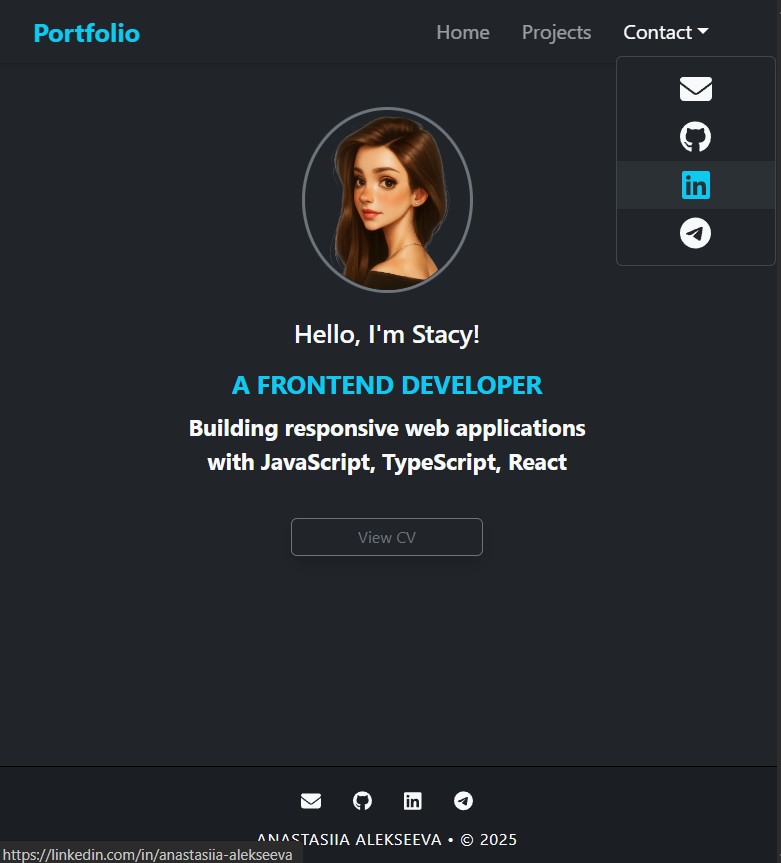 Portfolio
Home
Projects
Contact
Hello, I'm Stacy!
A FRONTEND DEVELOPER
Building responsive web applications
with JavaScript, TypeScript, React
View CV
ANASTASIIA ALEKSEEVA • © 2025
https://linkedin.com/in/anastasiia-alekseeva